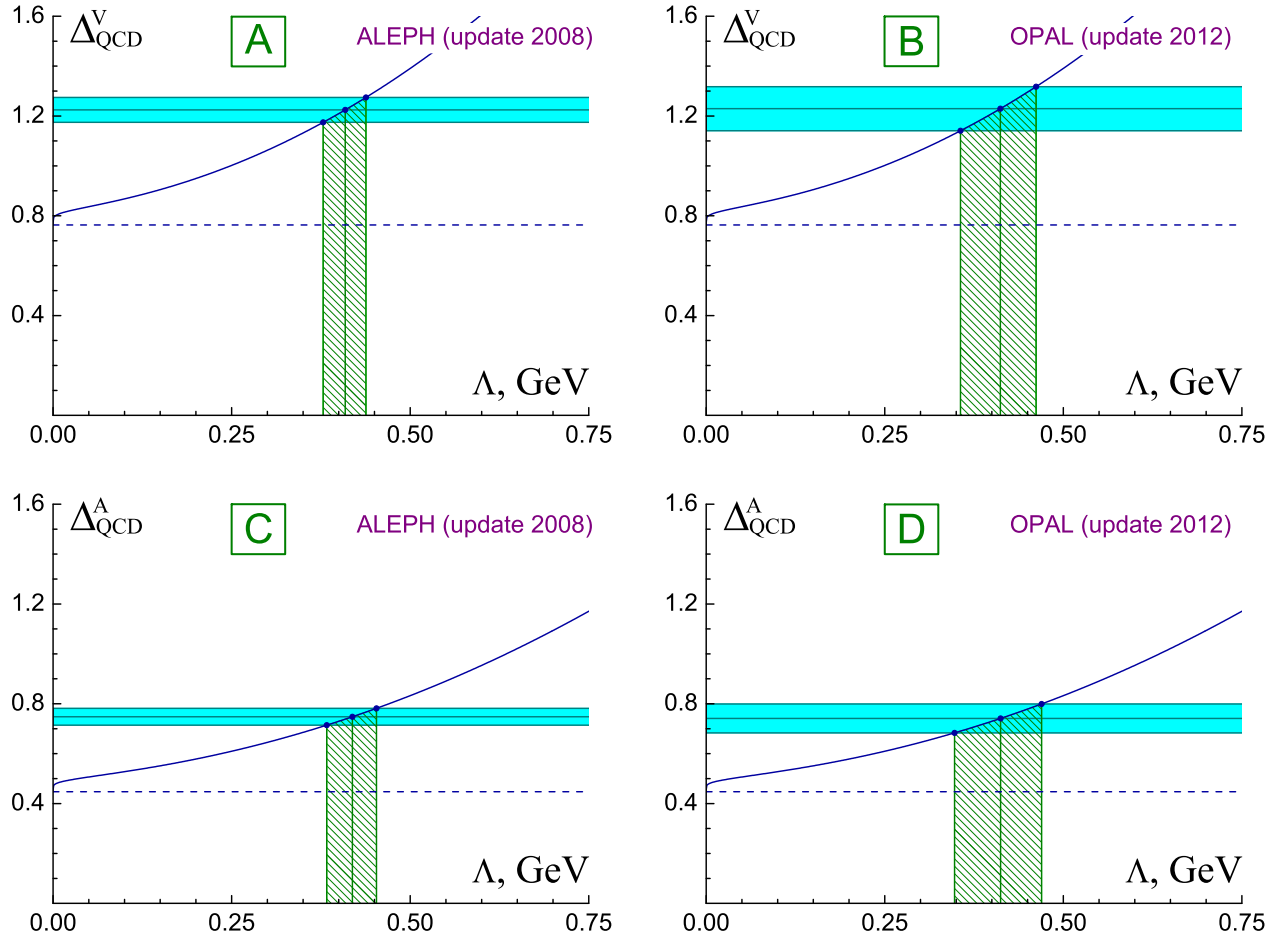 1.6
Δ^V_QCD
A
ALEPH (update 2008)
1.2
0.8
0.4
Λ, GeV
0.00
0.25
0.50
0.75
1.6
Δ^V_QCD
B
OPAL (update 2012)
1.2
0.8
0.4
Λ, GeV
0.00
0.25
0.50
0.75
1.6
Δ^A_QCD
C
ALEPH (update 2008)
1.2
0.8
0.4
Λ, GeV
0.00
0.25
0.50
0.75
1.6
Δ^A_QCD
D
OPAL (update 2012)
1.2
0.8
0.4
Λ, GeV
0.00
0.25
0.50
0.75